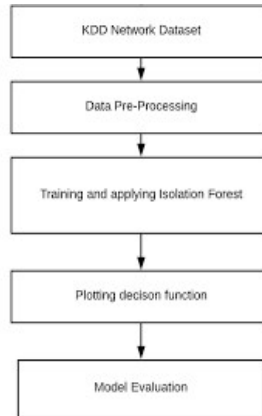 KDD Network Dataset
Data Pre-Processing
Training and applying Isolation Forest
Plotting decison function
Model Evaluation